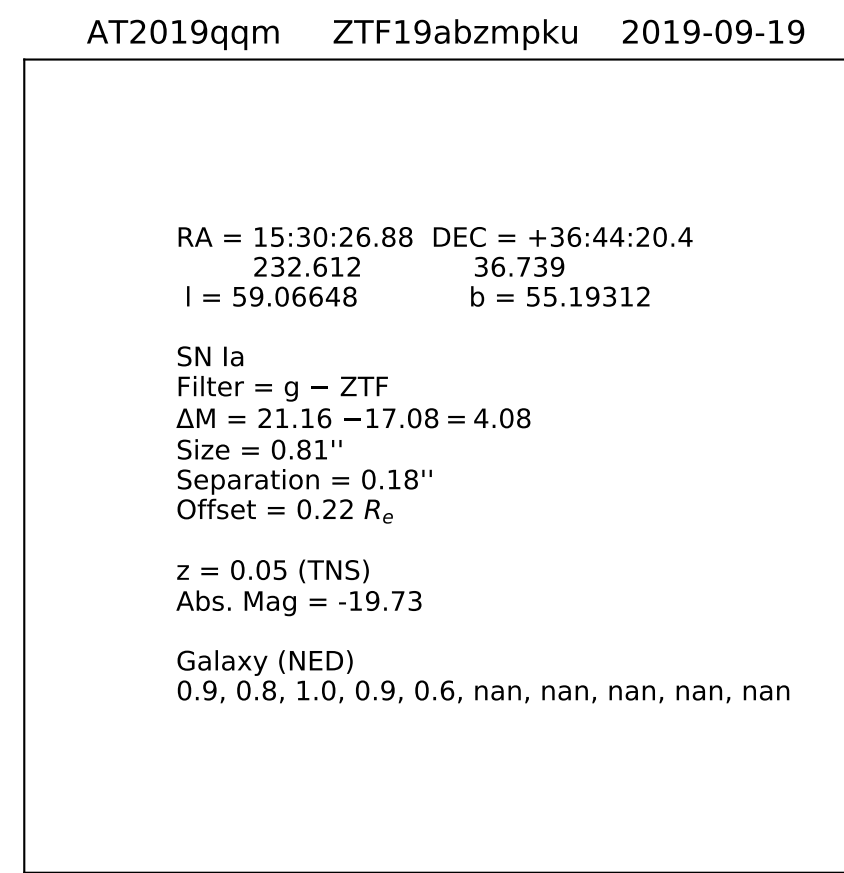 AT2019qqm ZTF19abzmpku 2019-09-19
RA = 15:30:26.88 DEC = +36:44:20.4
232.612 36.739
l = 59.06648 b = 55.19312
SN Ia
Filter = g − ZTF
ΔM = 21.16 −17.08 = 4.08
Size = 0.81''
Separation = 0.18''
Offset = 0.22 Rₑ
z = 0.05 (TNS)
Abs. Mag = -19.73
Galaxy (NED)
0.9, 0.8, 1.0, 0.9, 0.6, nan, nan, nan, nan, nan